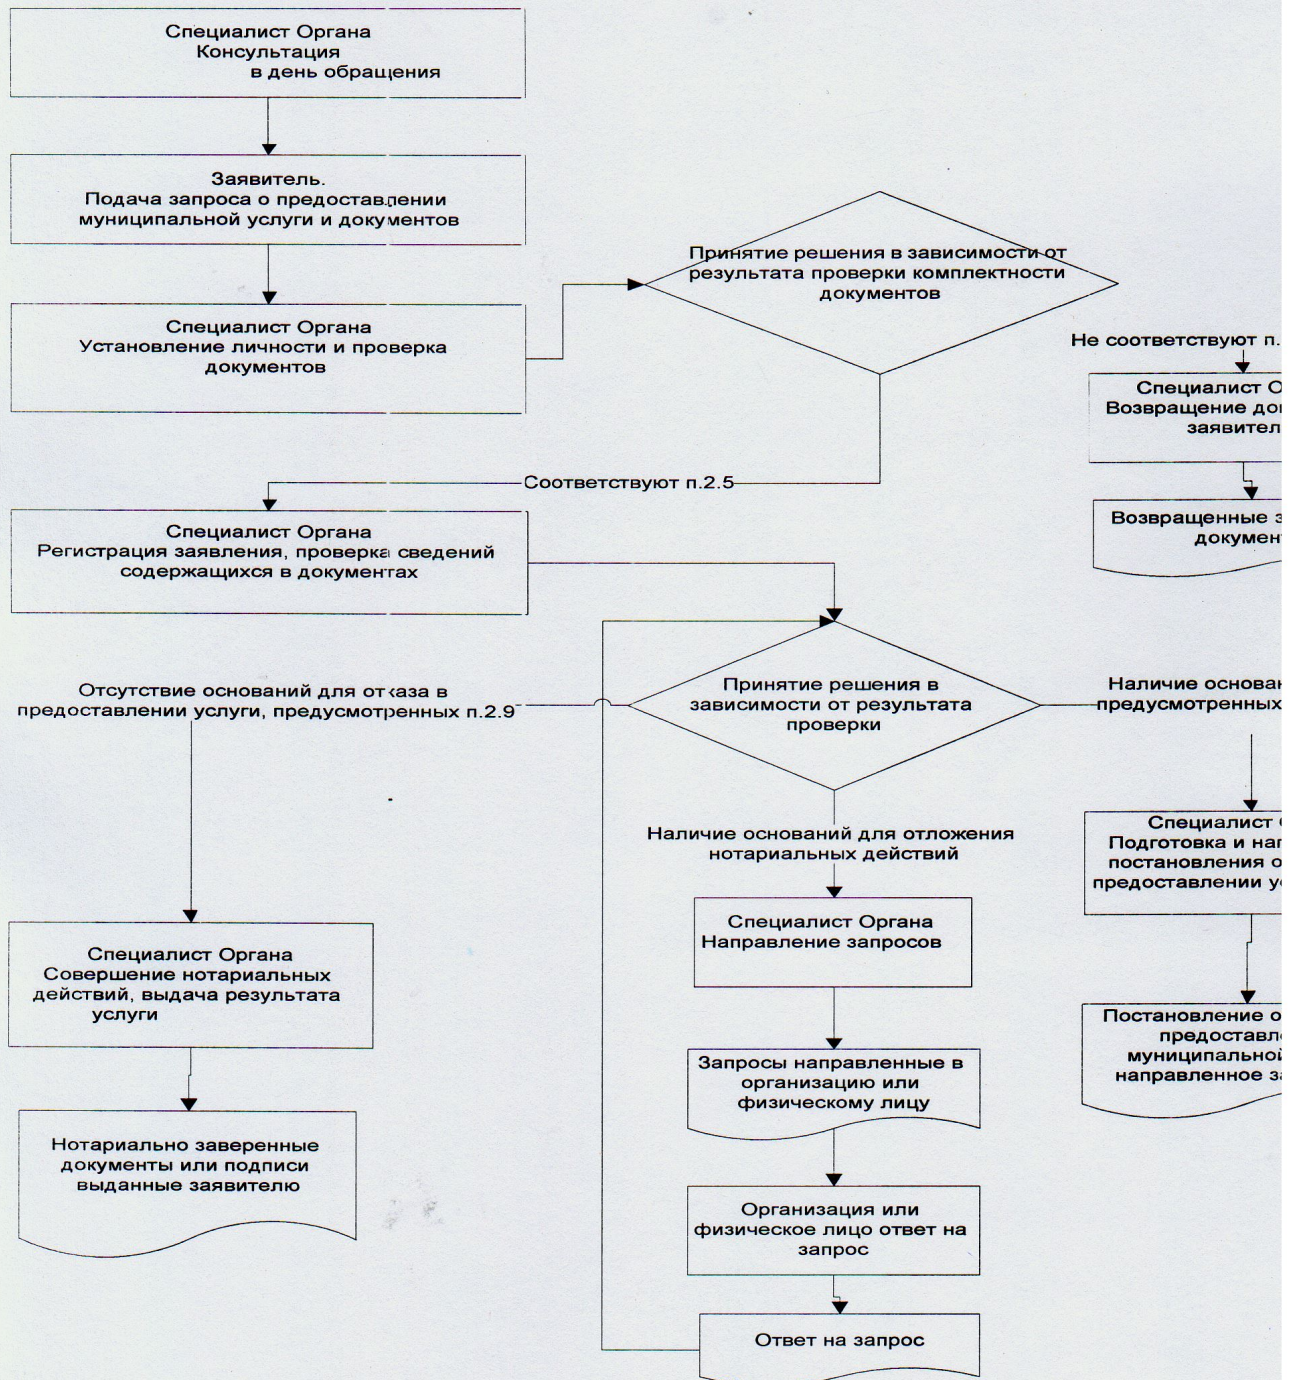 Специалист Органа
Консультация
в день обращения
Заявитель.
Подача запроса о предоставлении
муниципальной услуги и документов
Специалист Органа
Установление личности и проверка
документов
Принятие решения в зависимости от
результата проверки комплектности
документов
Не соответствуют п.
Специалист О
Возвращение до
заявител
Возвращенные з
докумен
Соответствуют п.2.5
Специалист Органа
Регистрация заявления, проверка сведений
содержащихся в документах
Принятие решения в
зависимости от результата
проверки
Отсутствие оснований для отказа в
предоставлении услуги, предусмотренных п.2.9
Наличие основан
предусмотренных
Наличие оснований для отложения
нотариальных действий
Специалист
Подготовка и нап
постановления о
предоставлении у
Специалист Органа
Направление запросов
Специалист Органа
Совершение нотариальных
действий, выдача результата
услуги
Запросы направленные в
организацию или
физическому лицу
Постановление о
предоставл
муниципальной
направленное з
Нотариально заверенные
документы или подписи
выданные заявителю
Организация или
физическое лицо ответ на
запрос
Ответ на запрос